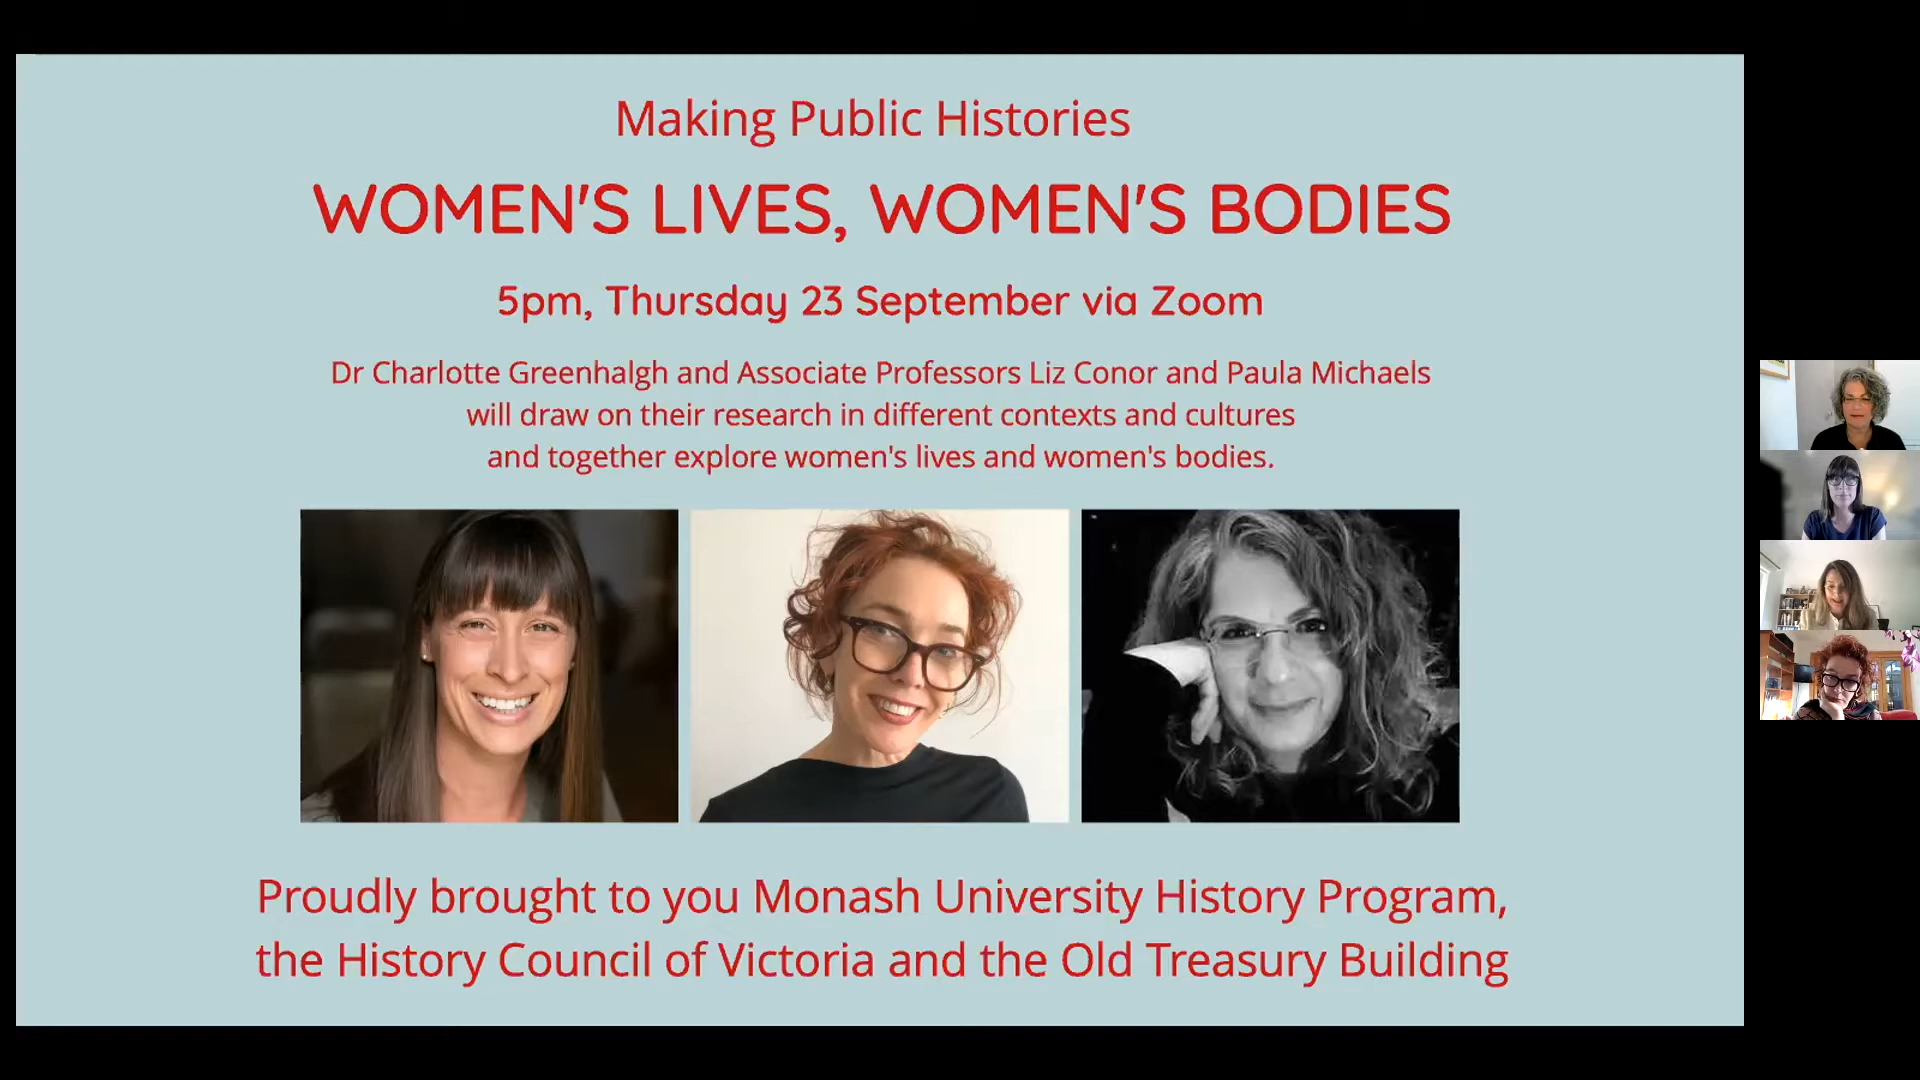 Making Public Histories
WOMEN'S LIVES, WOMEN'S BODIES
5pm, Thursday 23 September via Zoom
Dr Charlotte Greenhalgh and Associate Professors Liz Conor and Paula Michaels
will draw on their research in different contexts and cultures
and together explore women's lives and women's bodies.
Proudly brought to you Monash University History Program,
the History Council of Victoria and the Old Treasury Building